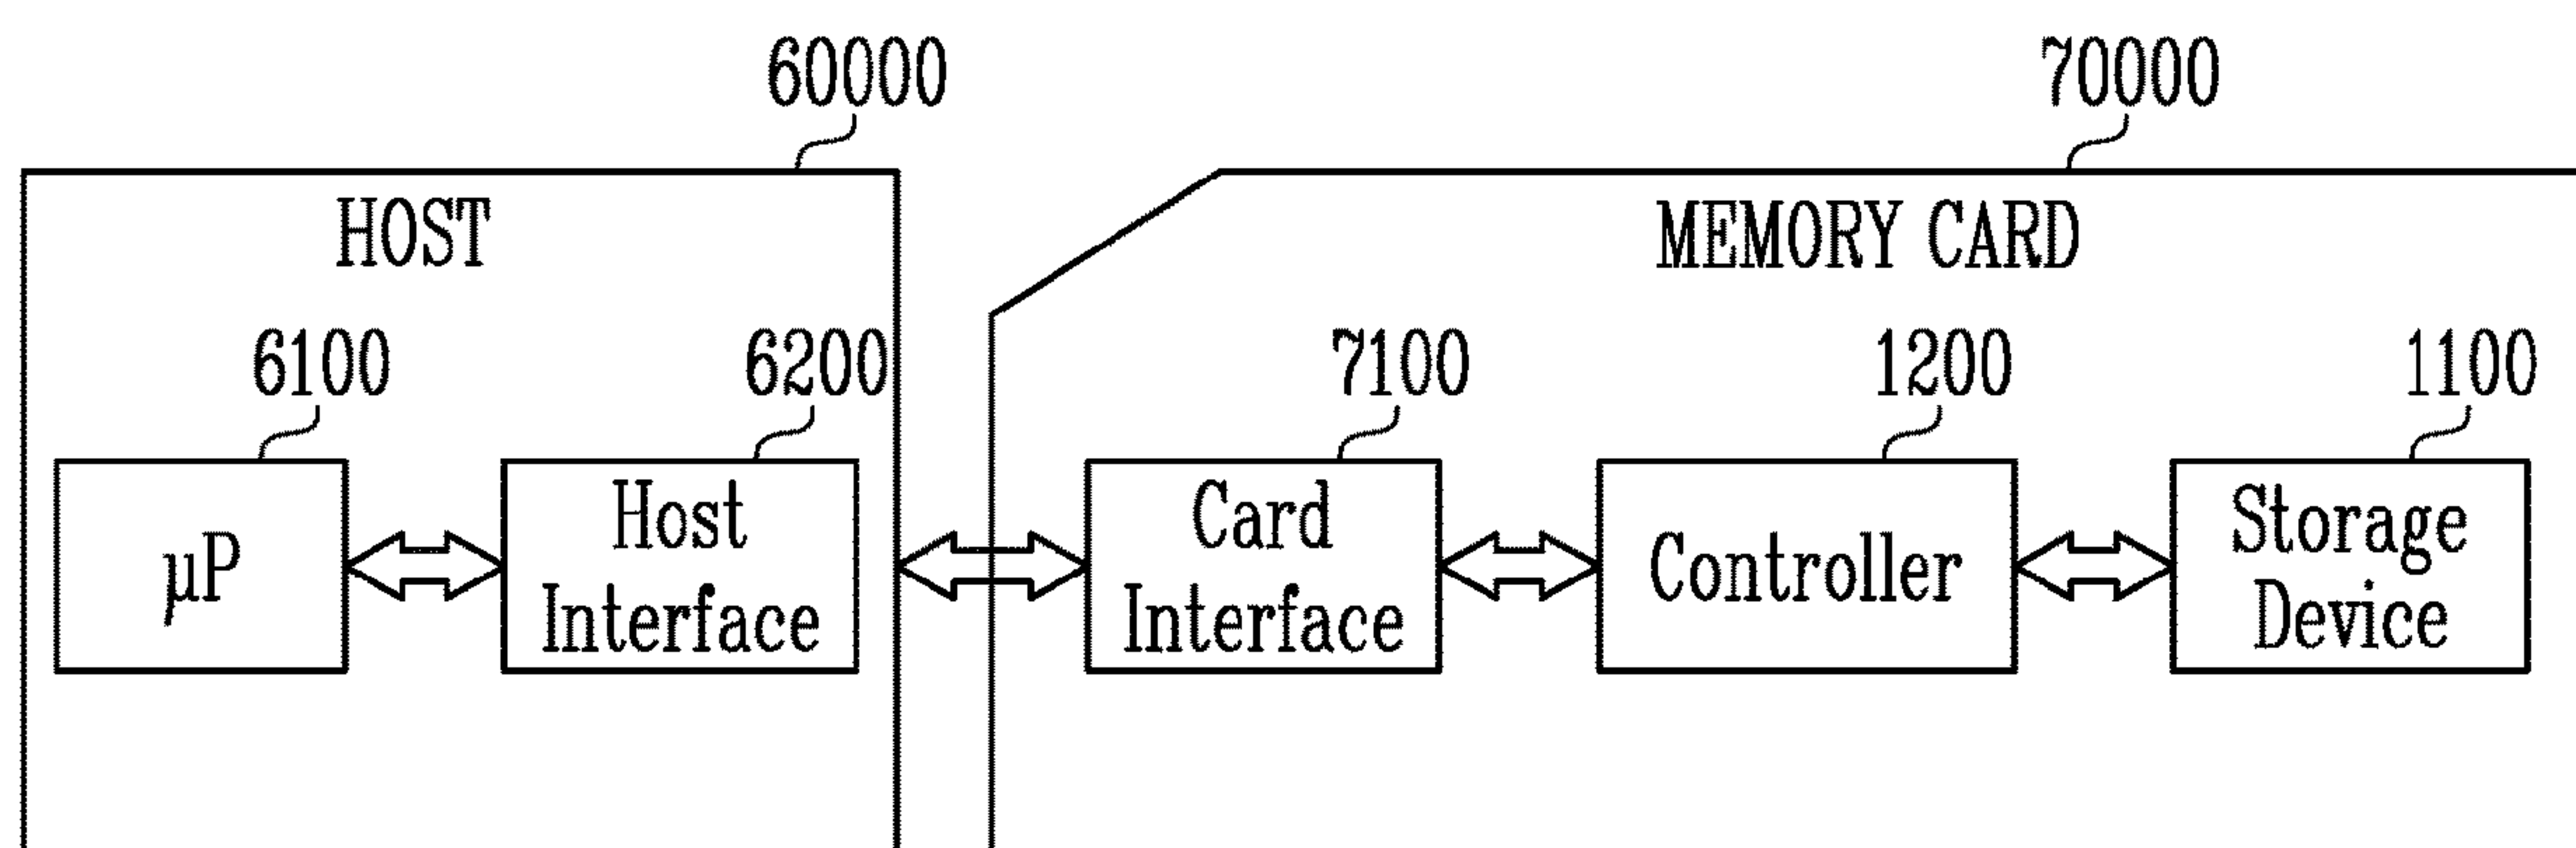 60000
70000
HOST
MEMORY CARD
6100
6200
7100
1200
1100
μP
Host
Interface
Card
Interface
Controller
Storage
Device